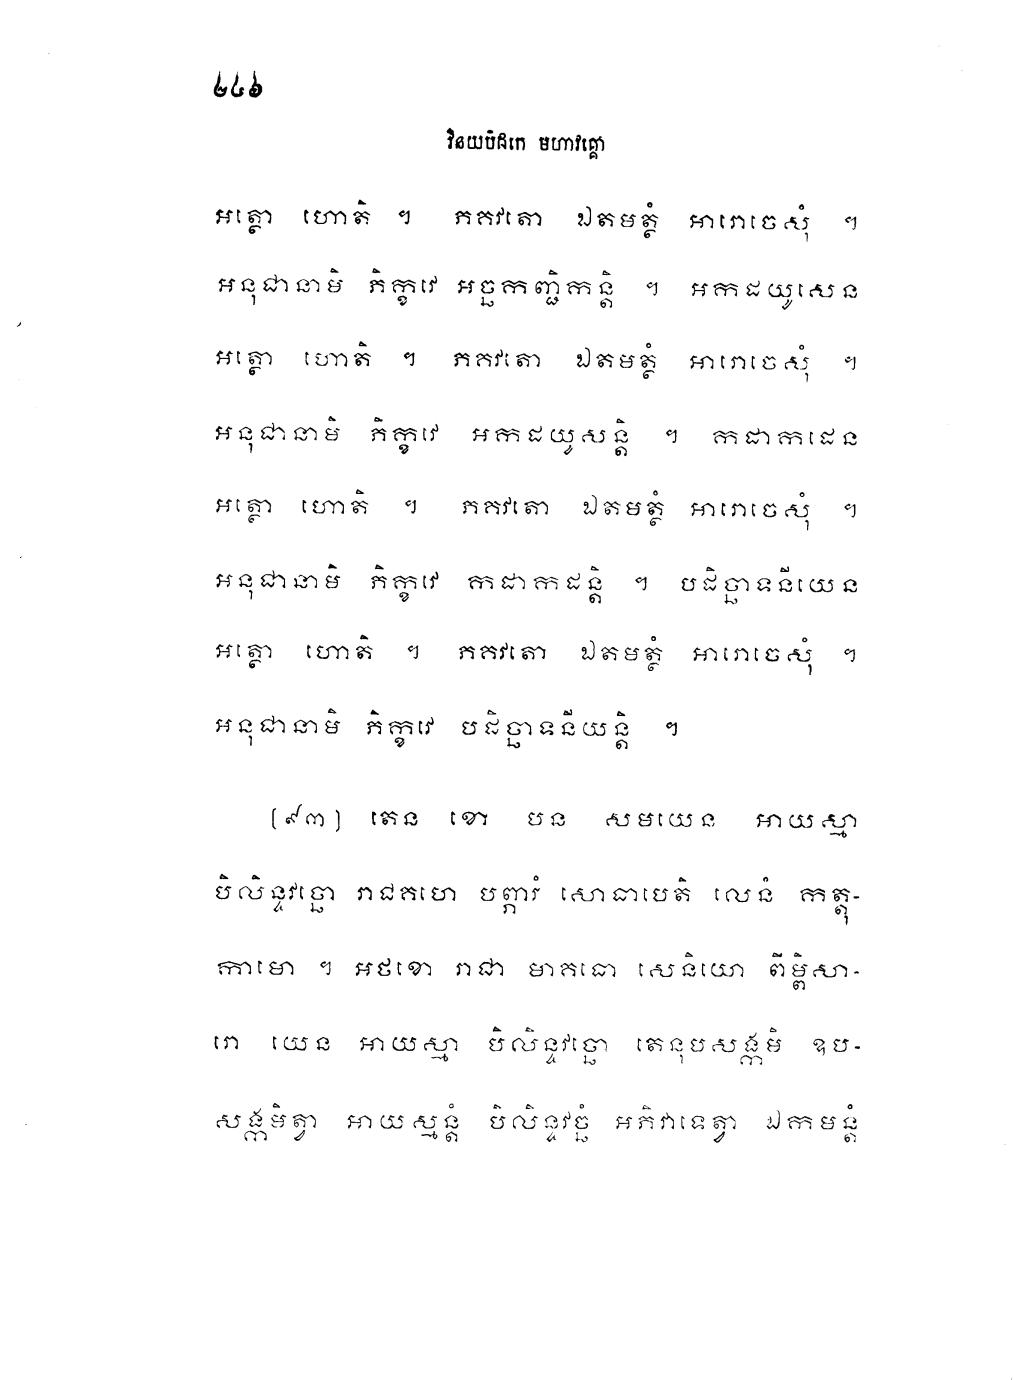 ២៤៦
វិនយបិដកេ មហាវគ្គោ
អត្ថោ ហោតិ ។ ភគវតោ ឯតមត្ថំ អារោចេសុំ ។
អនុជានាមិ ភិក្ខវេ អច្ឆកញ្ជិកន្តិ ។ អកដយូសេន
អត្ថោ ហោតិ ។ ភគវតោ ឯតមត្ថំ អារោចេសុំ ។
អនុជានាមិ ភិក្ខវេ អកដយូសន្តិ ។ កដាកដេន
អត្ថោ ហោតិ ។ ភគវតោ ឯតមត្ថំ អារោចេសុំ ។
អនុជានាមិ ភិក្ខវេ កដាកដន្តិ ។ បដិច្ឆាទនីយេន
អត្ថោ ហោតិ ។ ភគវតោ ឯតមត្ថំ អារោចេសុំ ។
អនុជានាមិ ភិក្ខវេ បដិច្ឆាទនីយន្តិ ។
(៩៣) តេន ខោ បន សមយេន អាយស្មា
បិលិន្ទវច្ឆោ រាជគហេ បព្ភារំ សោធាបេតិ លេនំ កត្តុ-
កាមោ ។ អថខោ រាជា មាគធោ សេនិយោ ពិម្ពិសា-
រោ យេន អាយស្មា បិលិន្ទវច្ឆោ តេនុបសង្កមិ ឧប-
សង្កមិត្វា អាយស្មន្តំ បិលិន្ទវច្ឆំ អភិវាទេត្វា ឯកមន្តំ